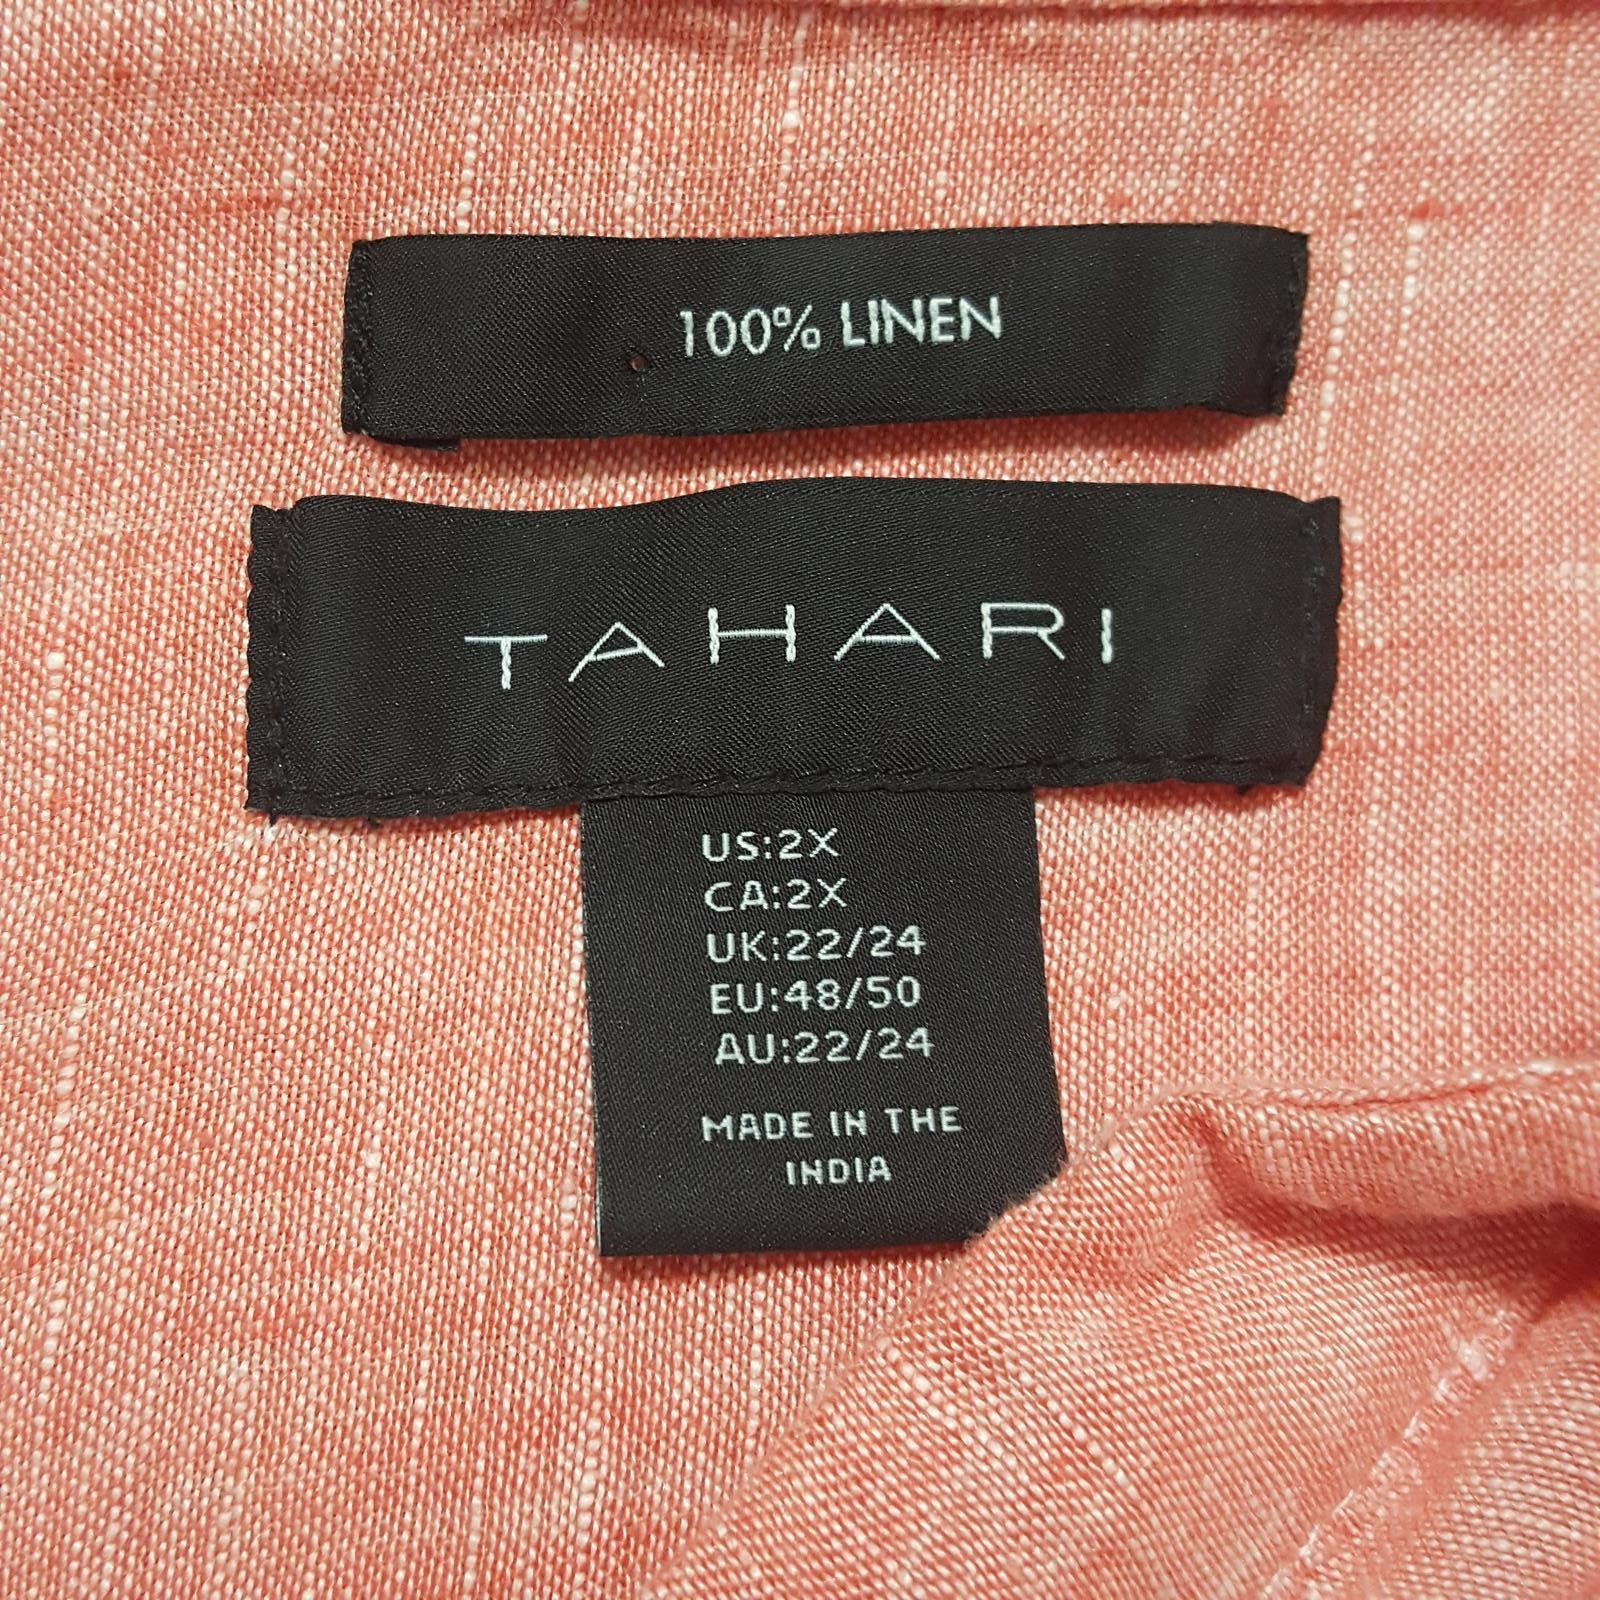 100% LINEN
TAHARI
US:2X
CA:2X
UK:22/24
EU:48/50
AU:22/24
MADE IN THE
INDIA